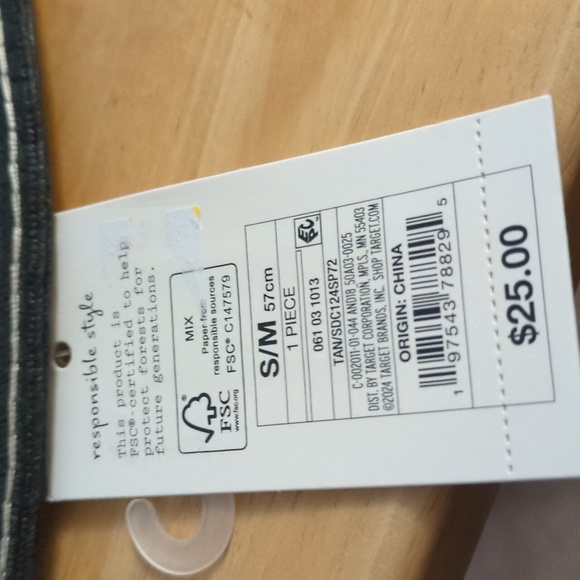 responsible style
This product is
FSC®-certified to help
protect forests for
future generations.
®
FSC
www.fsc.org
MIX
Paper from
responsible sources
FSC® C147579
S/M 57cm
1 PIECE
061 03 1013
TAN/SDC124SP72
C-002011-01-044 AND18 50A03-0025
DIST. BY TARGET CORPORATION, MPLS., MN 55403
©2024 TARGET BRANDS, INC. SHOP TARGET.COM
ORIGIN: CHINA
1 97543 78829 5
$25.00